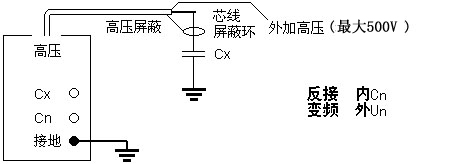 芯线
高压屏蔽
屏蔽环
外加高压（最大500V ）
高压
Cx
Cx
Cn
接地
反接 内Cn
变频 外Un